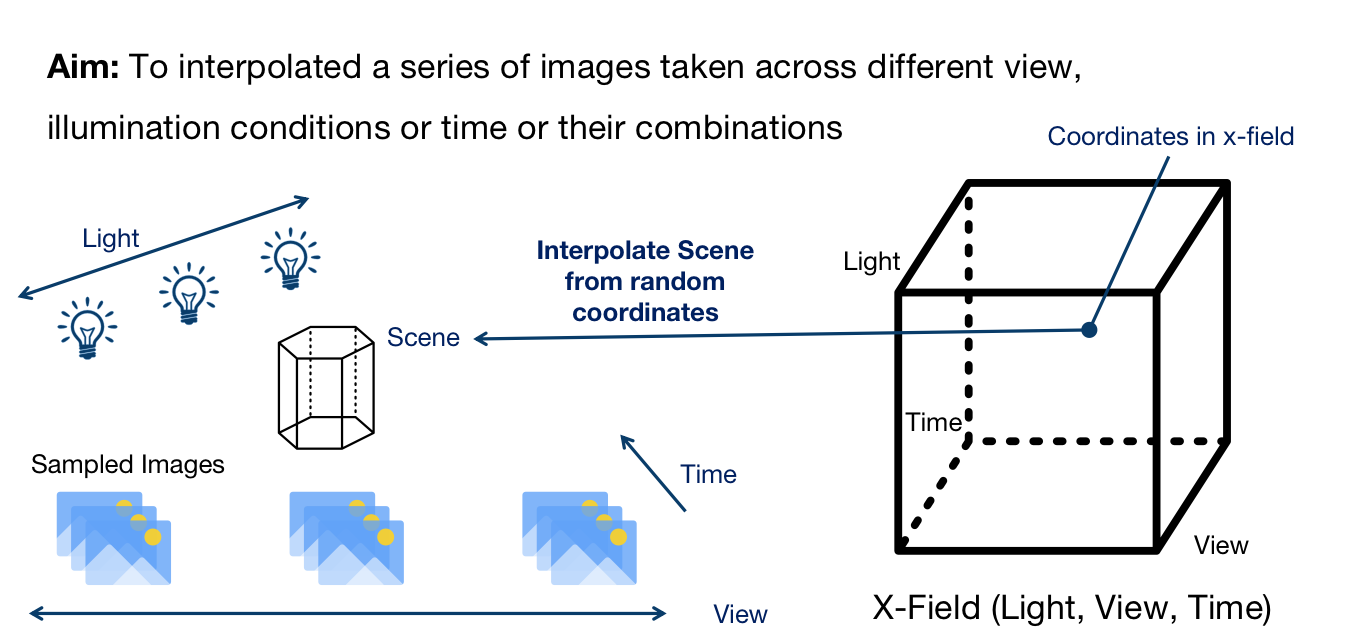 Aim: To interpolated a series of images taken across different view,
illumination conditions or time or their combinations
Coordinates in x-field
Light
Interpolate Scene
from random
coordinates
Light
Scene
Time
Sampled Images
Time
View
View
X-Field (Light, View, Time)